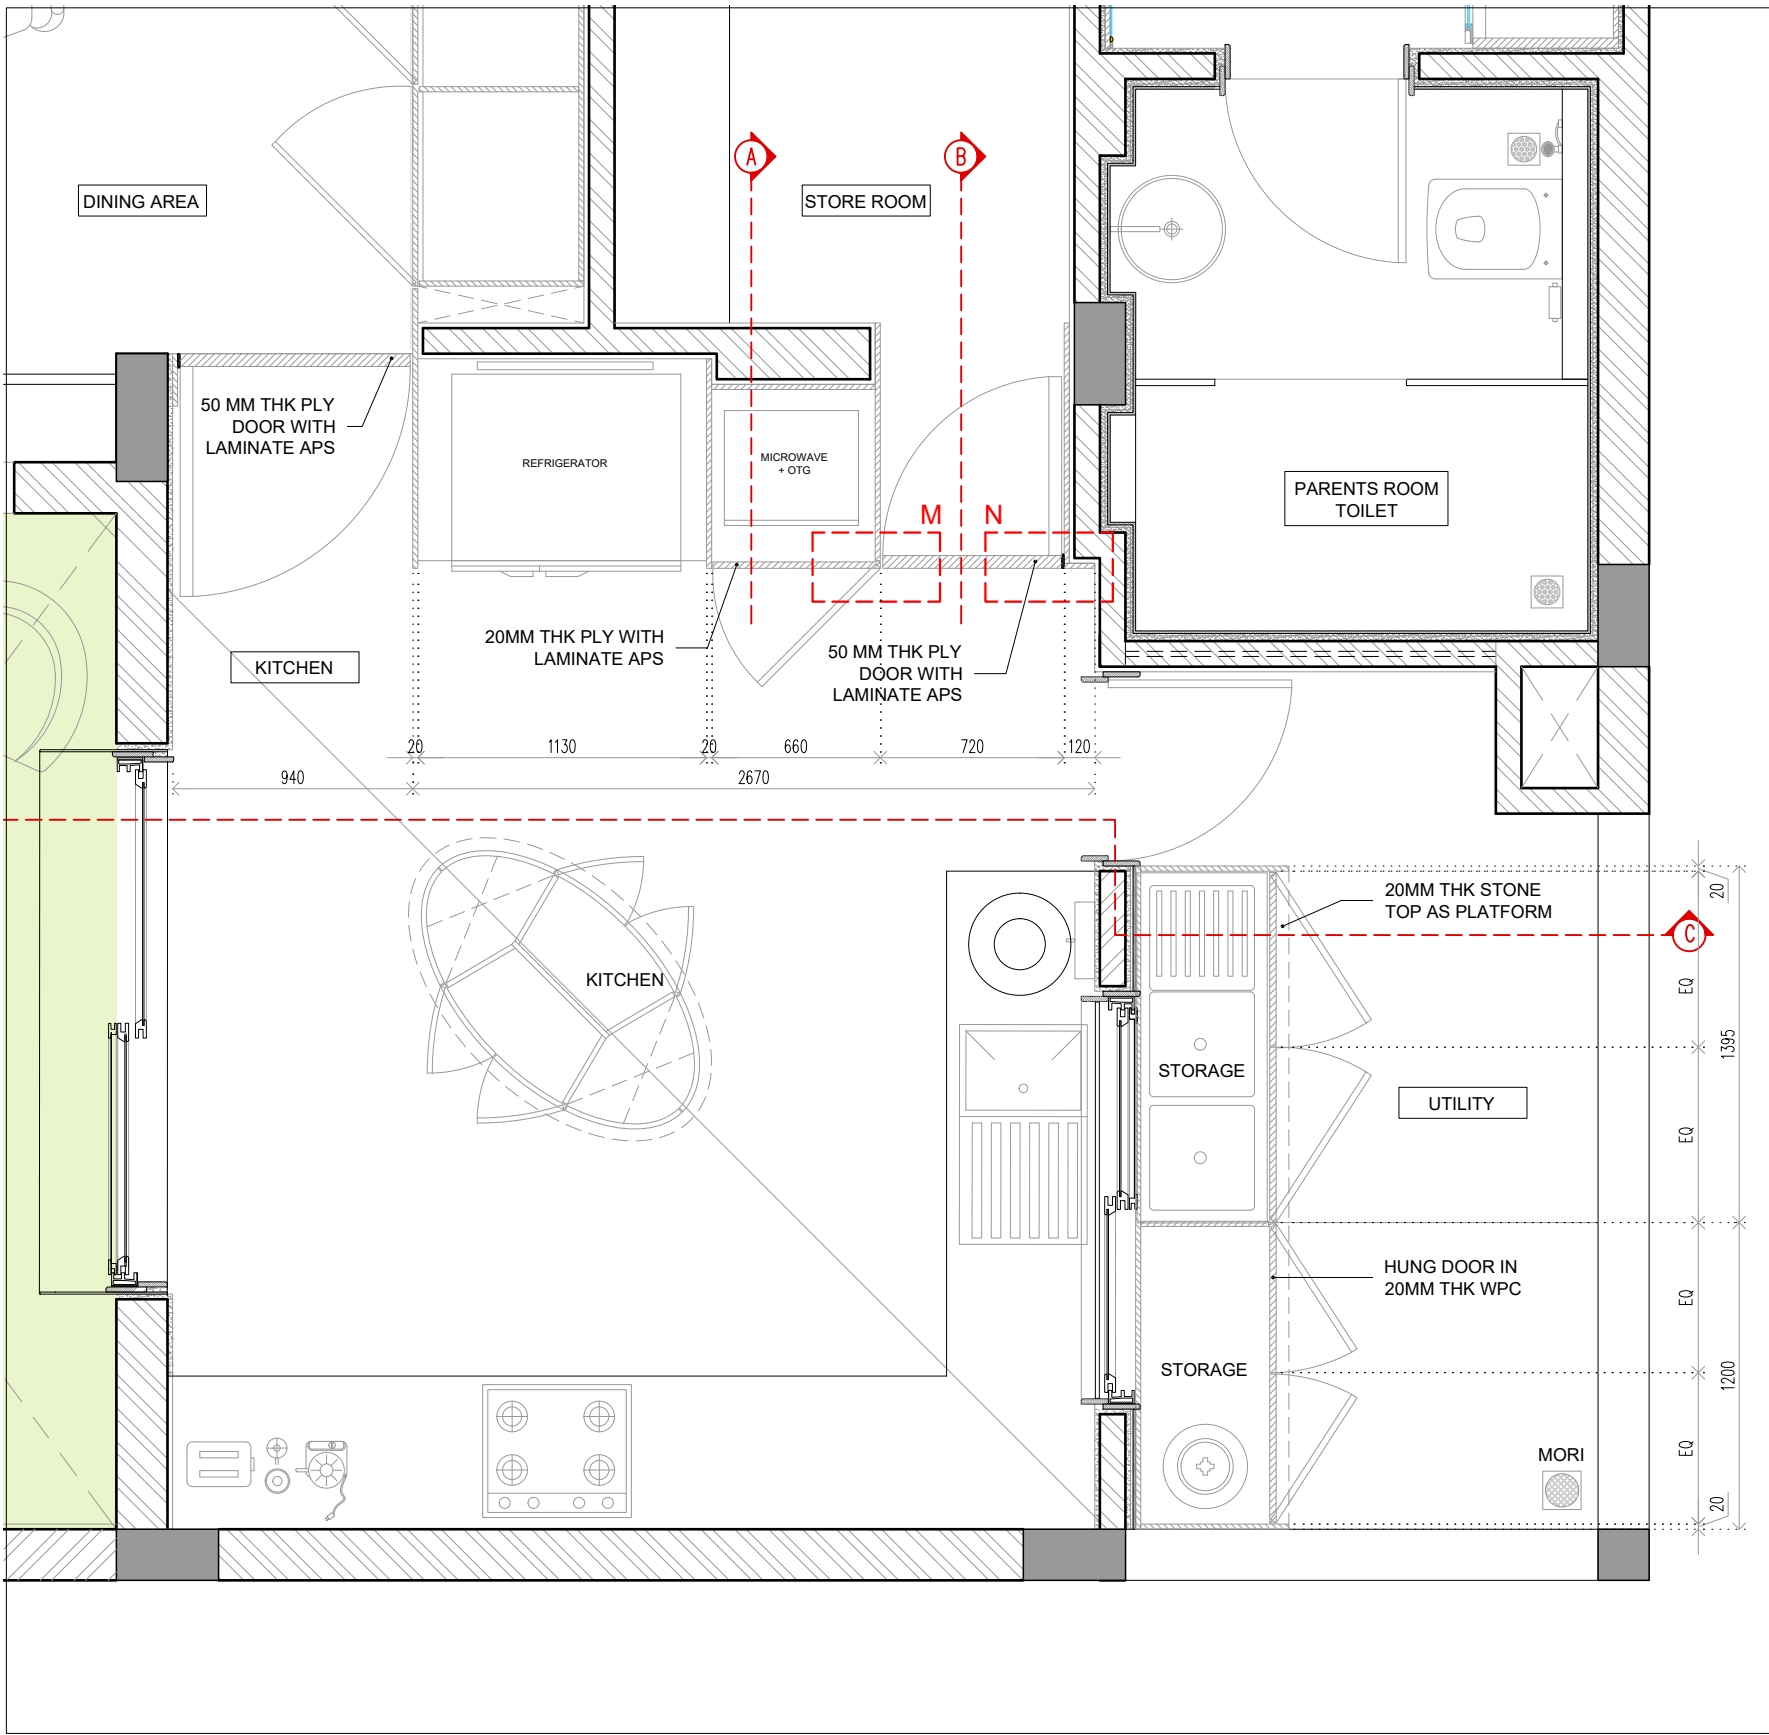 A
B
DINING AREA
STORE ROOM
50 MM THK PLY
DOOR WITH
LAMINATE APS
REFRIGERATOR
MICROWAVE
+ OTG
PARENTS ROOM
TOILET
M
N
20MM THK PLY WITH
LAMINATE APS
50 MM THK PLY
DOOR WITH
LAMINATE APS
KITCHEN
20
1130
20
660
720
120
940
2670
20MM THK STONE
TOP AS PLATFORM
20
C
KITCHEN
EQ
1395
STORAGE
UTILITY
EQ
HUNG DOOR IN
20MM THK WPC
EQ
STORAGE
1200
EQ
MORI
20